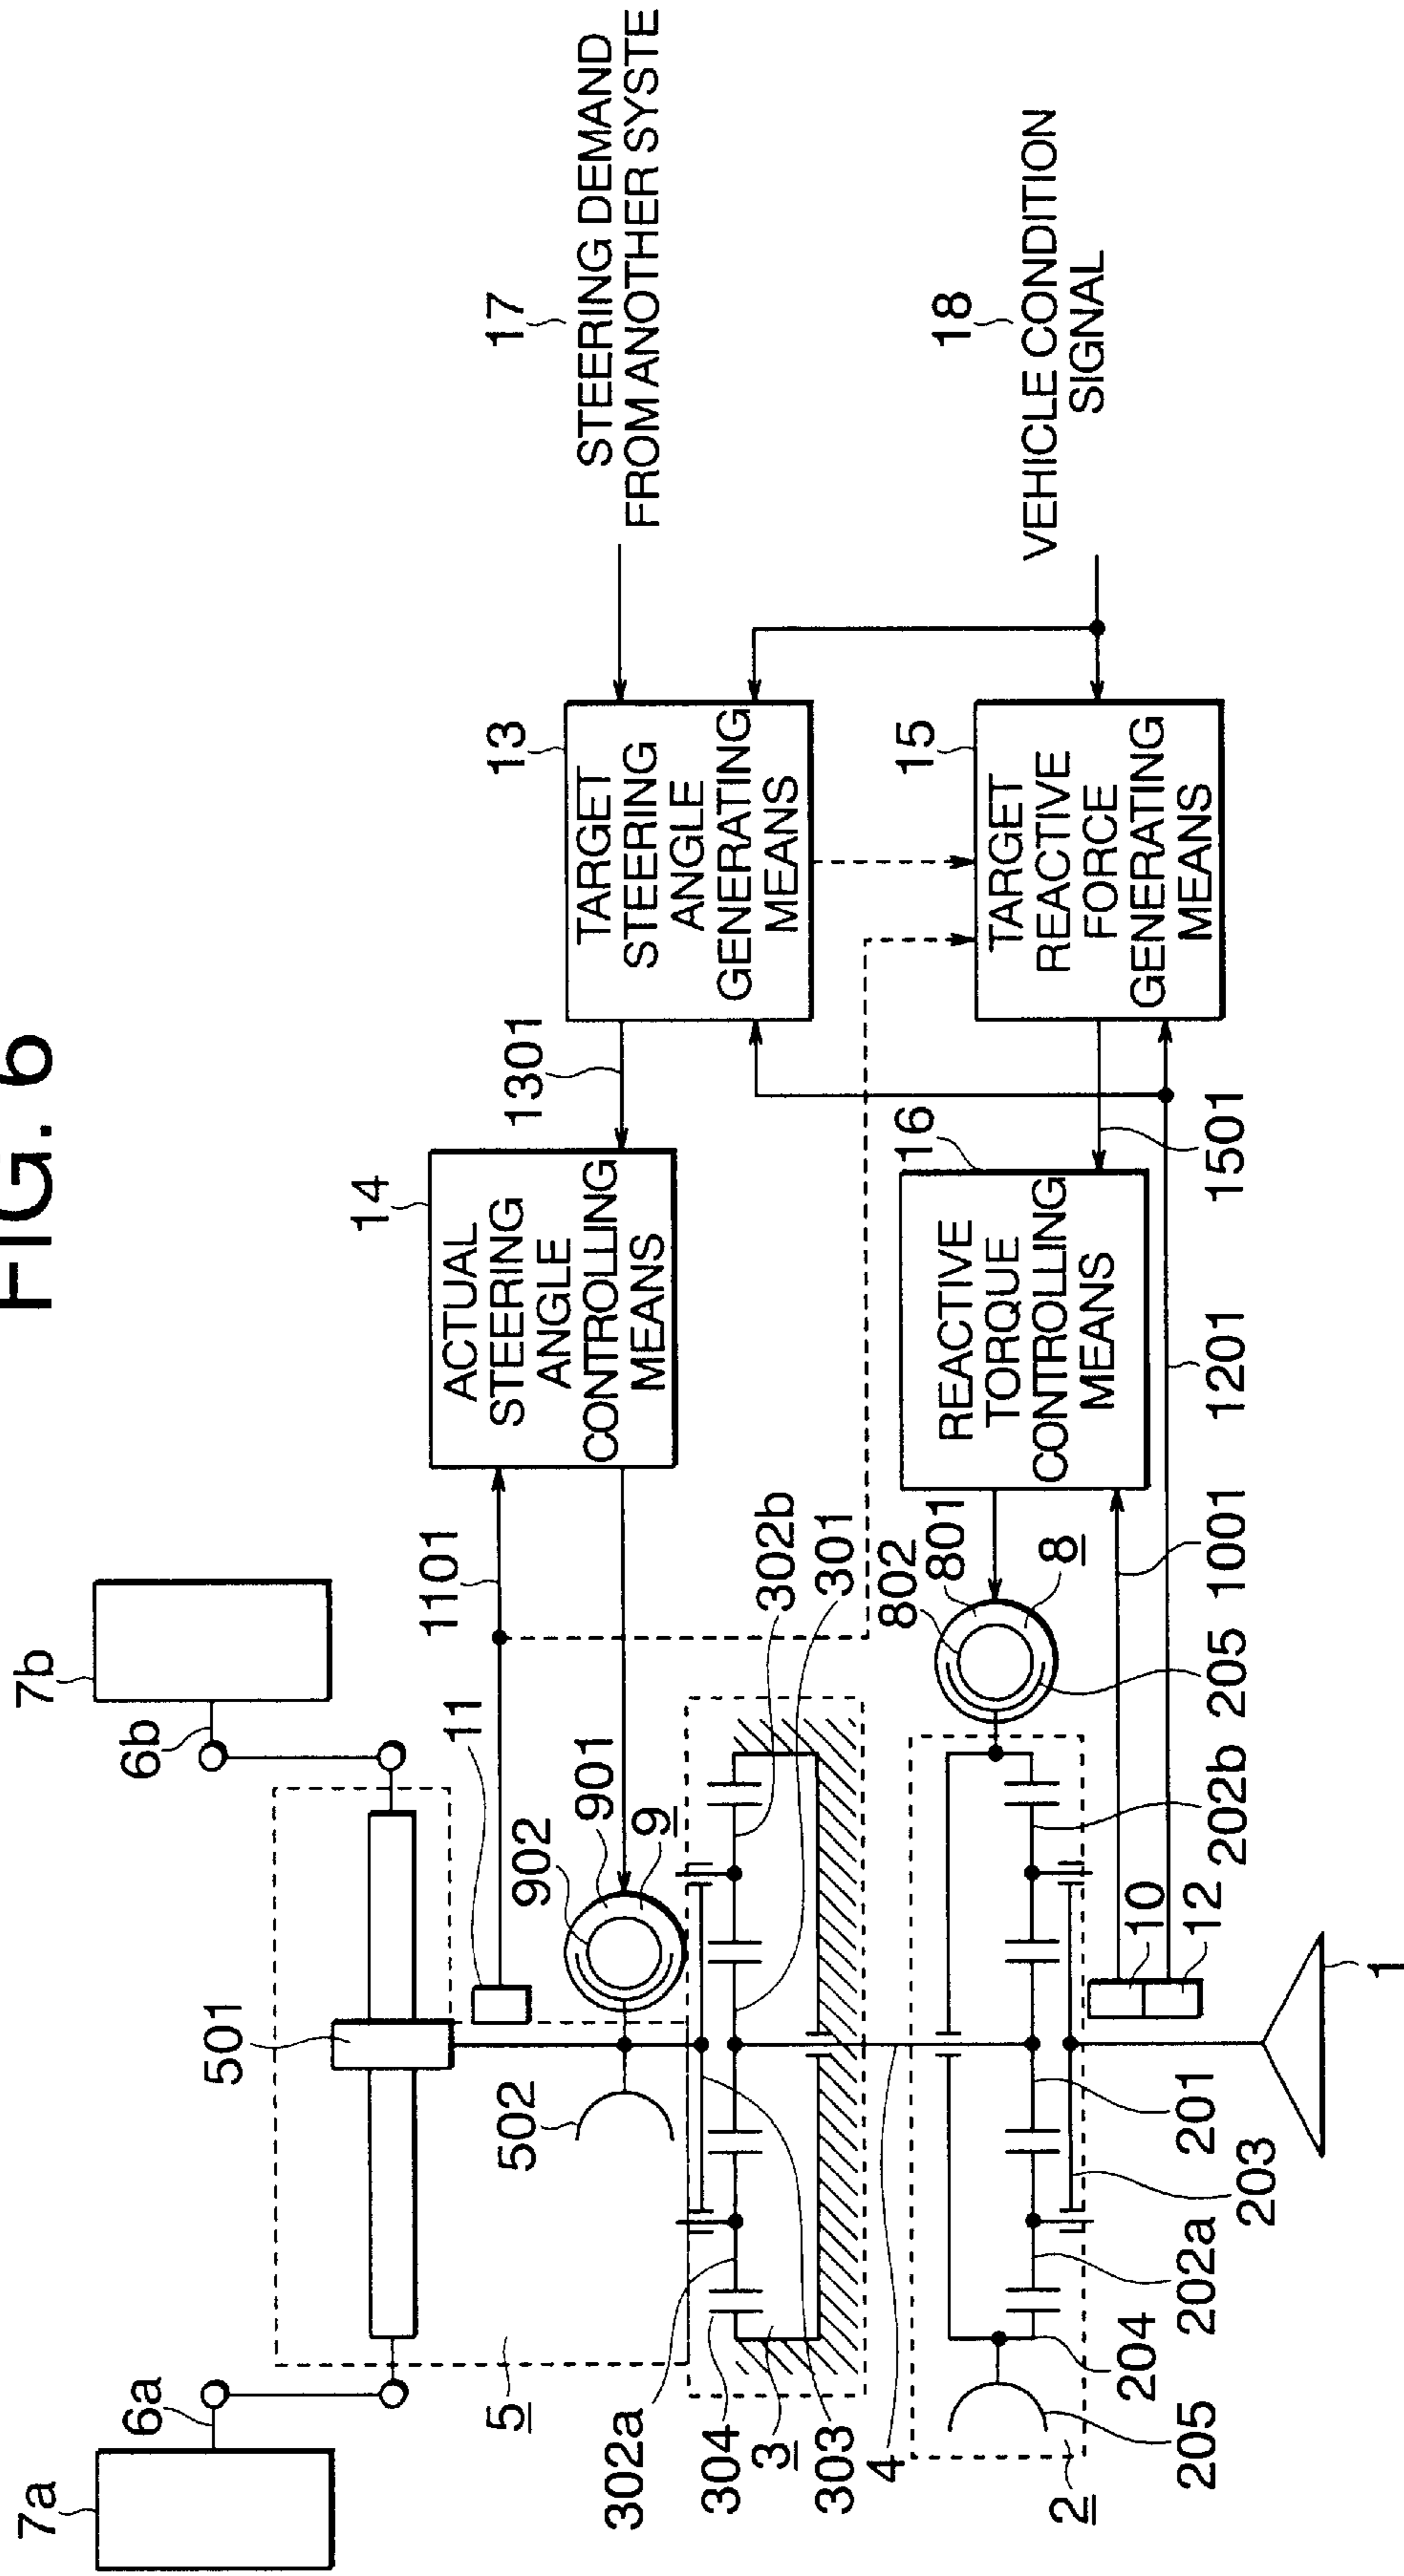 FIG. 6
7a
6a
7b
6b
5
501
502
11
1101
902
901
9
14
ACTUAL
STEERING
ANGLE
CONTROLLING
MEANS
1301
13
TARGET
STEERING
ANGLE
GENERATING
MEANS
17
STEERING DEMAND
FROM ANOTHER SYSTE
302a
304
3
303
302b
301
4
802
801
8
205
16
REACTIVE
TORQUE
CONTROLLING
MEANS
1501
15
TARGET
REACTIVE
FORCE
GENERATING
MEANS
18
VEHICLE CONDITION
SIGNAL
2
205
204
202a
203
201
202b
10
12
1001
1201
1